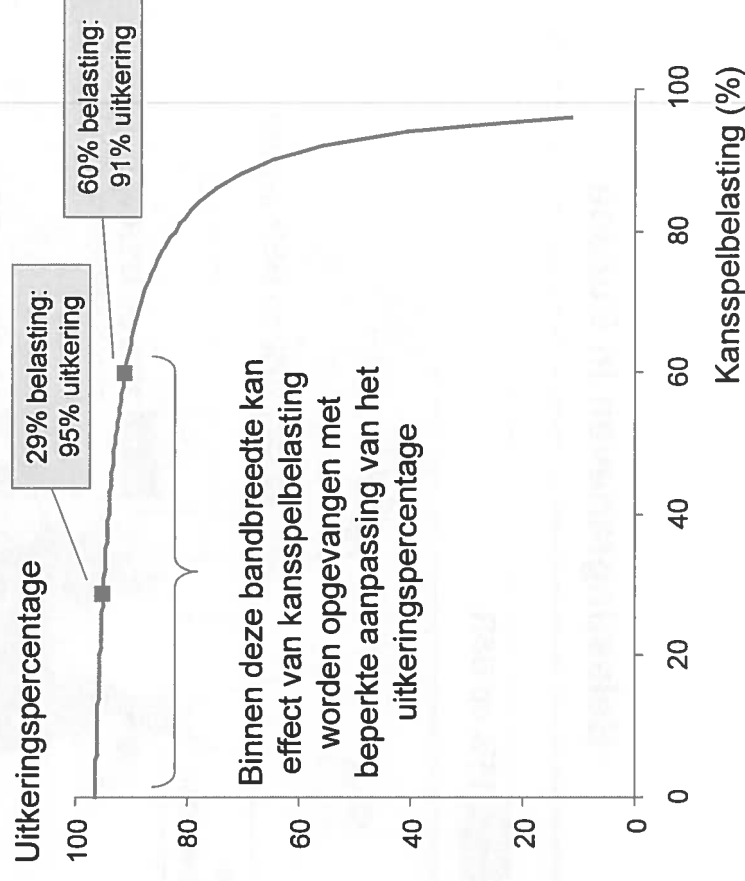 Uitkeringspercentage
29% belasting:
95% uitkering
60% belasting:
91% uitkering
100
80
60
40
20
0
Binnen deze bandbreedte kan
effect van kansspelbelasting
worden opgevangen met
beperkte aanpassing van het
uitkeringspercentage
0
20
40
60
80
100
Kansspelbelasting (%)